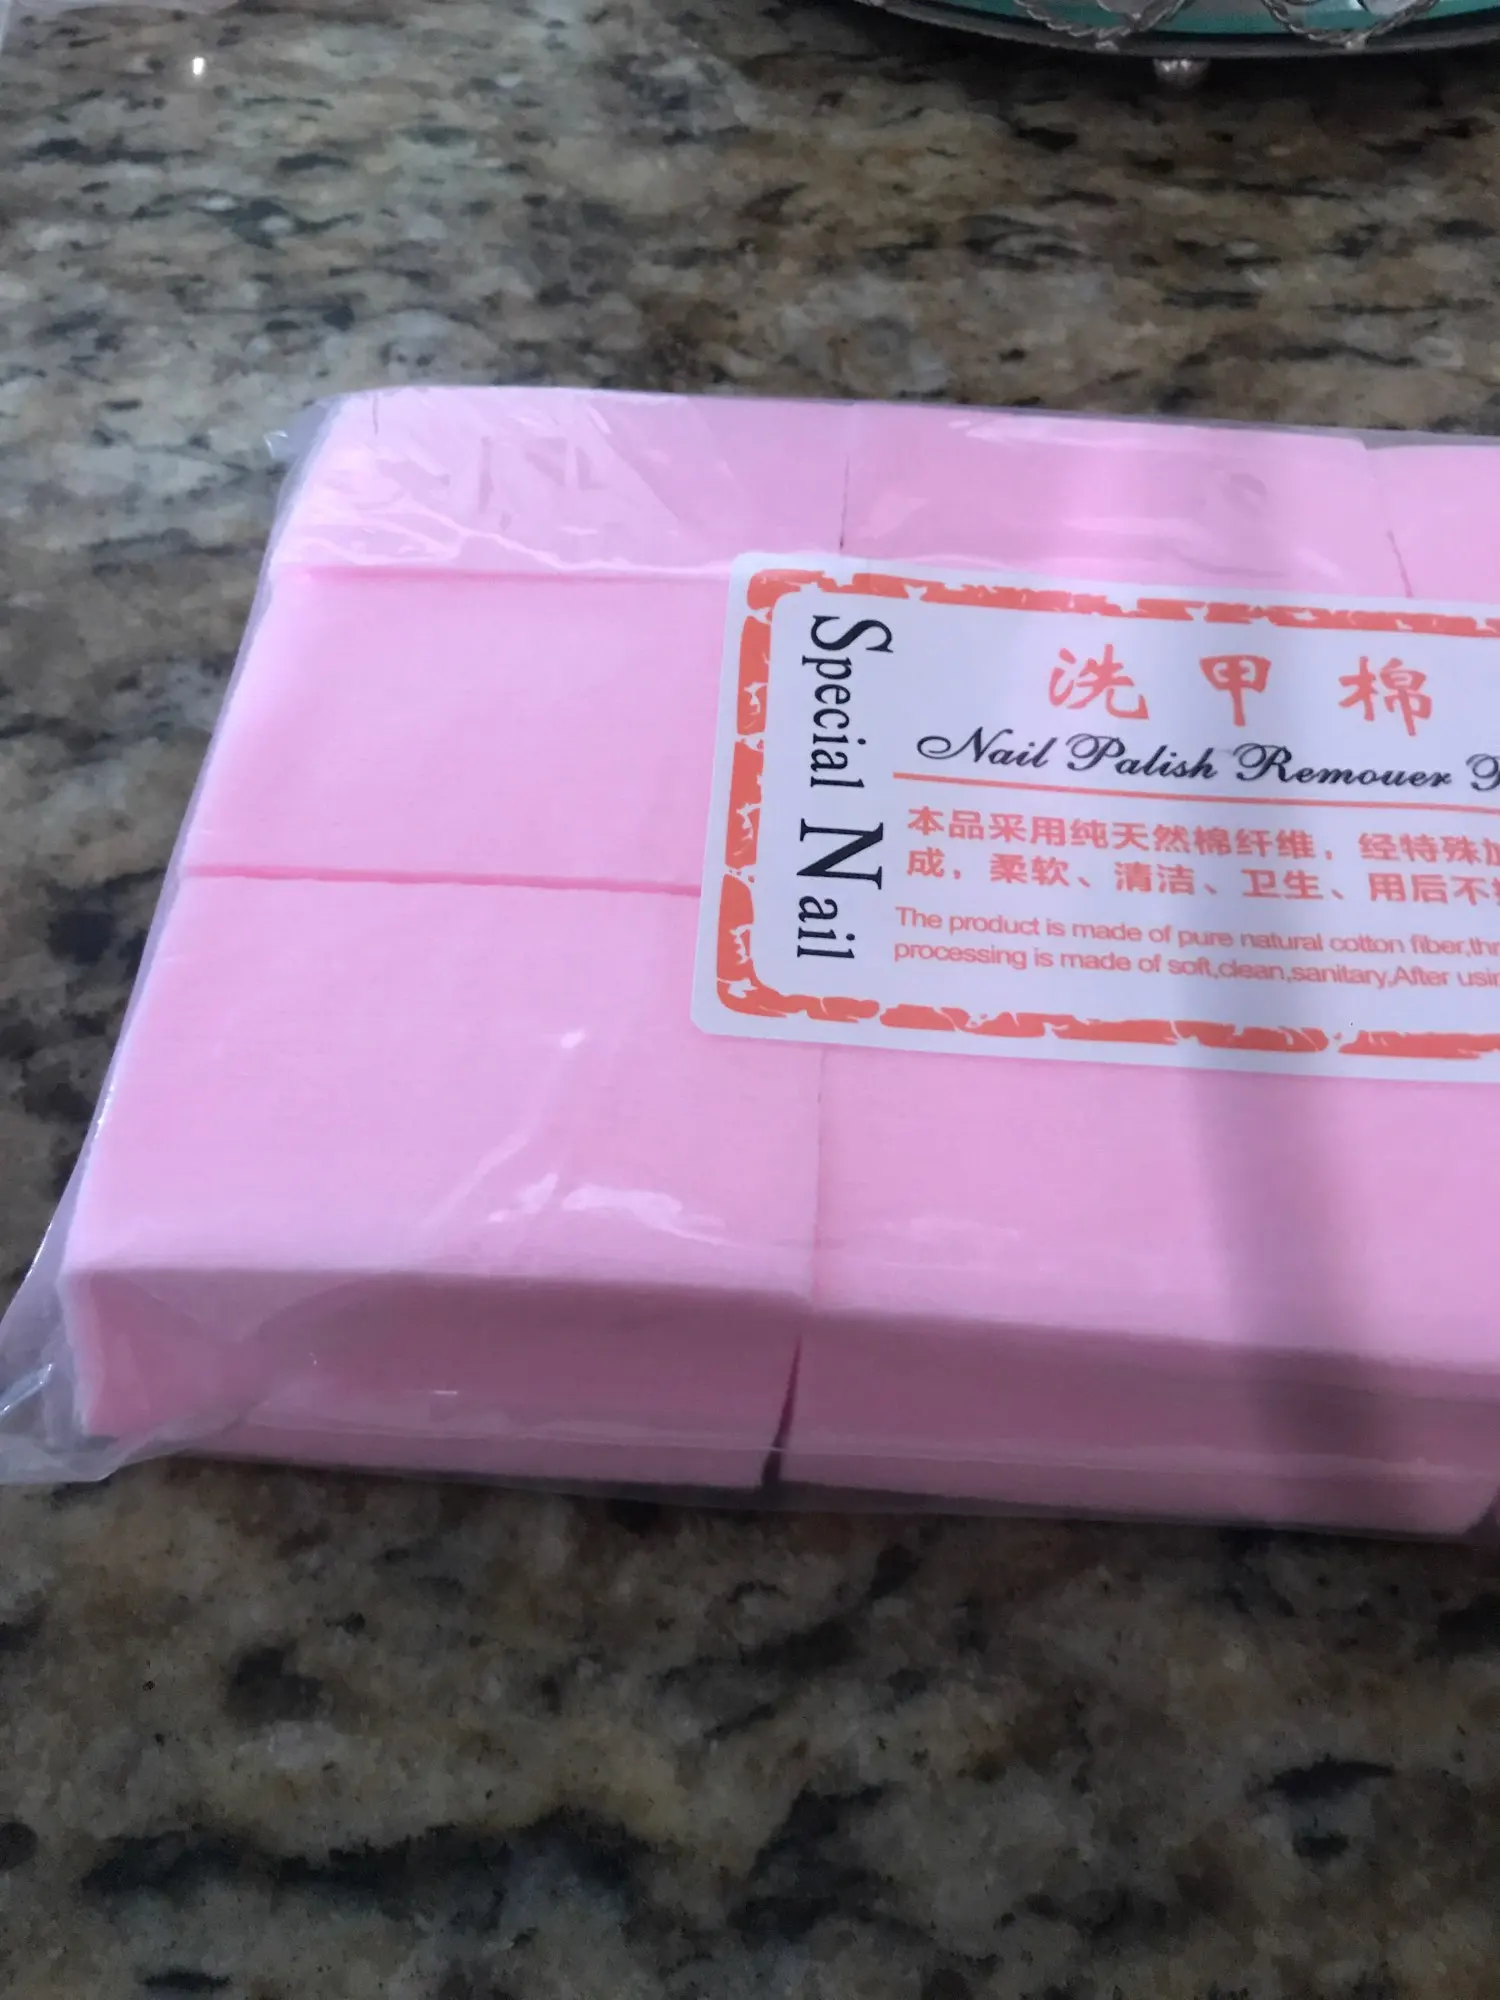 Special Nail
洗甲棉
Nail Palish Remouer
本品采用纯天然棉纤维，经特殊加
成，柔软、清洁、卫生、用后不
The product is made of pure natural cotton fiber,thr
processing is made of soft,clean,sanitary,After usin